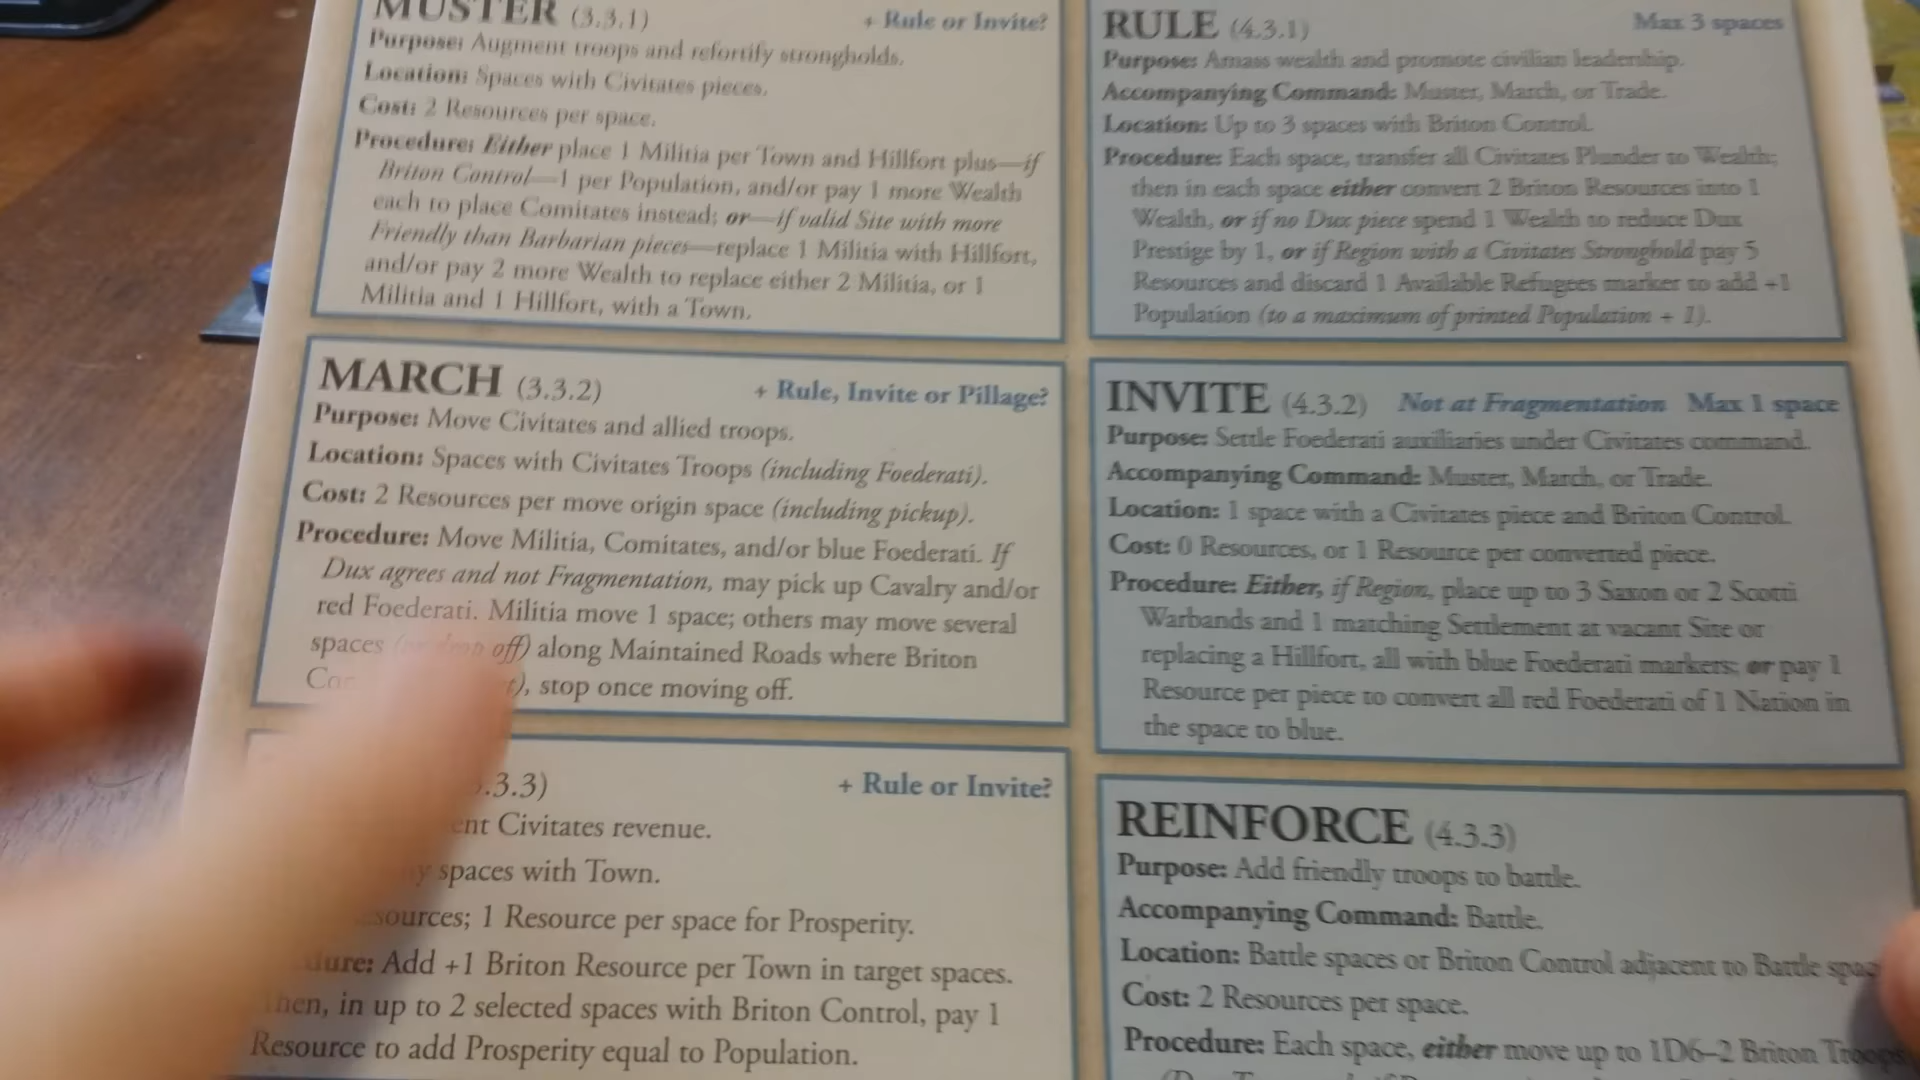 MUSTER (3.3.1) + Rule or Invite?
Purpose: Augment troops and refortify strongholds.
Location: Spaces with Civitates pieces.
Cost: 2 Resources per space.
Procedure: Either place 1 Militia per Town and Hillfort plus—if
Briton Control—1 per Population, and/or pay 1 more Wealth
each to place Comitates instead; or—if valid Site with more
Friendly than Barbarian pieces—replace 1 Militia with Hillfort,
and/or pay 2 more Wealth to replace either 2 Militia, or 1
Militia and 1 Hillfort, with a Town.
MARCH (3.3.2) + Rule, Invite or Pillage?
Purpose: Move Civitates and allied troops.
Location: Spaces with Civitates Troops (including Foederati).
Cost: 2 Resources per move origin space (including pickup).
Procedure: Move Militia, Comitates, and/or blue Foederati. If
Dux agrees and not Fragmentation, may pick up Cavalry and/or
red Foederati. Militia move 1 space; others may move several
spaces off) along Maintained Roads where Briton
stop once moving off.
.3.3) + Rule or Invite?
Civitates revenue.
spaces with Town.
1 Resource per space for Prosperity.
Add +1 Briton Resource per Town in target spaces.
in up to 2 selected spaces with Briton Control, pay 1
Resource to add Prosperity equal to Population.
RULE (4.3.1) Max 3 spaces
Purpose: Amass wealth and promote civilian leadership.
Accompanying Command: Muster, March, or Trade.
Location: Up to 3 spaces with Briton Control.
Procedure: Each space, transfer all Civitates Plunder to Wealth;
then in each space either convert 2 Briton Resources into 1
Wealth, or if no Dux piece spend 1 Wealth to reduce Dux
Prestige by 1, or if Region with a Civitates Stronghold pay 5
Resources and discard 1 Available Refugees marker to add +1
Population (to a maximum of printed Population + 1).
INVITE (4.3.2) Not at Fragmentation Max 1 space
Purpose: Settle Foederati auxiliaries under Civitates command.
Accompanying Command: Muster, March, or Trade.
Location: 1 space with a Civitates piece and Briton Control.
Cost: 0 Resources, or 1 Resource per converted piece.
Procedure: Either, if Region, place up to 3 Saxon or 2 Scotti
Warbands and 1 matching Settlement at vacant Site or
replacing a Hillfort, all with blue Foederati markers; or pay 1
Resource per piece to convert all red Foederati of 1 Nation in
the space to blue.
REINFORCE (4.3.3)
Purpose: Add friendly troops to battle.
Accompanying Command: Battle.
Location: Battle spaces or Briton Control adjacent to Battle
Cost: 2 Resources per space.
Procedure: Each space, either move up to 1D6–2 Briton